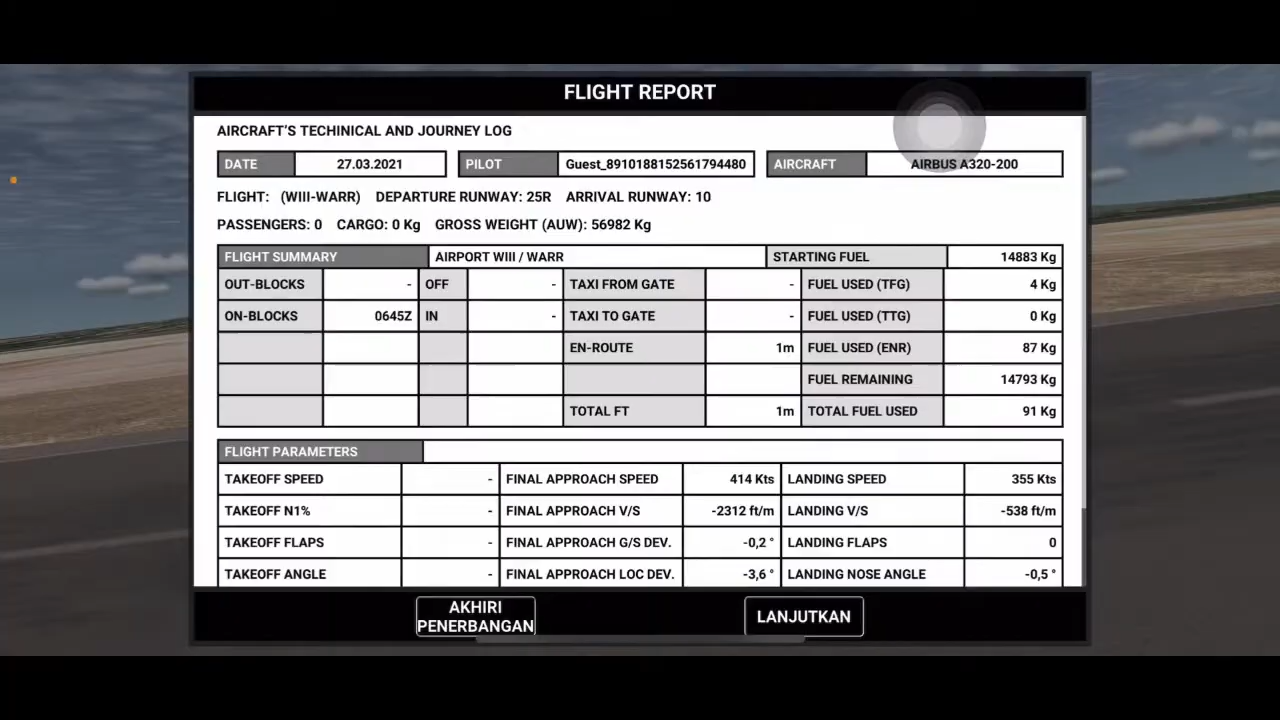 FLIGHT REPORT
AIRCRAFT'S TECHINICAL AND JOURNEY LOG
DATE 27.03.2021 PILOT Guest_8910188152561794480 AIRCRAFT AIRBUS A320-200
FLIGHT: (WIII-WARR) DEPARTURE RUNWAY: 25R ARRIVAL RUNWAY: 10
PASSENGERS: 0 CARGO: 0 Kg GROSS WEIGHT (AUW): 56982 Kg
FLIGHT SUMMARY AIRPORT WIII / WARR STARTING FUEL 14883 Kg
OUT-BLOCKS - OFF - TAXI FROM GATE - FUEL USED (TFG) 4 Kg
ON-BLOCKS 0645Z IN - TAXI TO GATE - FUEL USED (TTG) 0 Kg
EN-ROUTE 1m FUEL USED (ENR) 87 Kg
FUEL REMAINING 14793 Kg
TOTAL FT 1m TOTAL FUEL USED 91 Kg
FLIGHT PARAMETERS
TAKEOFF SPEED - FINAL APPROACH SPEED 414 Kts LANDING SPEED 355 Kts
TAKEOFF N1% - FINAL APPROACH V/S -2312 ft/m LANDING V/S -538 ft/m
TAKEOFF FLAPS - FINAL APPROACH G/S DEV. -0,2 ° LANDING FLAPS 0
TAKEOFF ANGLE - FINAL APPROACH LOC DEV. -3,6 ° LANDING NOSE ANGLE -0,5 °
AKHIRI
PENERBANGAN
LANJUTKAN